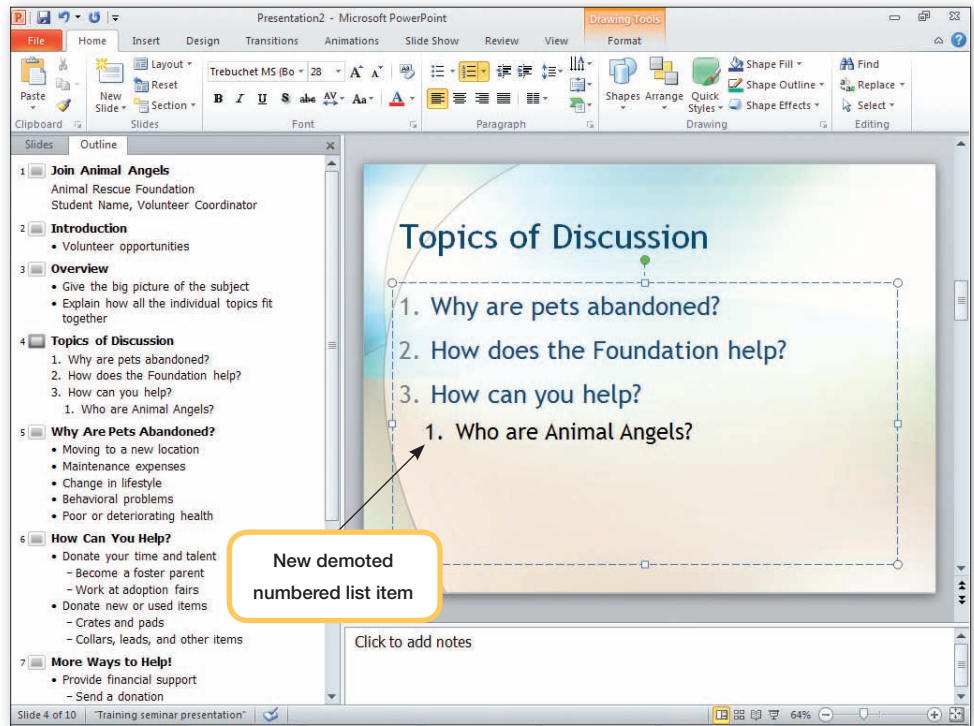 Presentation2 - Microsoft PowerPoint
Drawing Tools
File Home Insert Design Transitions Animations Slide Show Review View Format
Paste
Clipboard
New Slide
Layout
Reset
Section
Slides
Trebuchet MS (Bo 28 A A
B I U S abc AV Aa A
Font
Paragraph
Shapes Arrange Quick Styles
Shape Fill
Shape Outline
Shape Effects
Drawing
Find
Replace
Select
Editing
Slides Outline
1 Join Animal Angels
Animal Rescue Foundation
Student Name, Volunteer Coordinator
2 Introduction
• Volunteer opportunities
3 Overview
• Give the big picture of the subject
• Explain how all the individual topics fit
together
4 Topics of Discussion
1. Why are pets abandoned?
2. How does the Foundation help?
3. How can you help?
1. Who are Animal Angels?
5 Why Are Pets Abandoned?
• Moving to a new location
• Maintenance expenses
• Change in lifestyle
• Behavioral problems
• Poor or deteriorating health
6 How Can You Help?
• Donate your time and talent
– Become a foster parent
– Work at adoption fairs
• Donate new or used items
– Crates and pads
– Collars, leads, and other items
7 More Ways to Help!
• Provide financial support
– Send a donation
Topics of Discussion
1. Why are pets abandoned?
2. How does the Foundation help?
3. How can you help?
1. Who are Animal Angels?
New demoted
numbered list item
Click to add notes
Slide 4 of 10 "Training seminar presentation" 64%